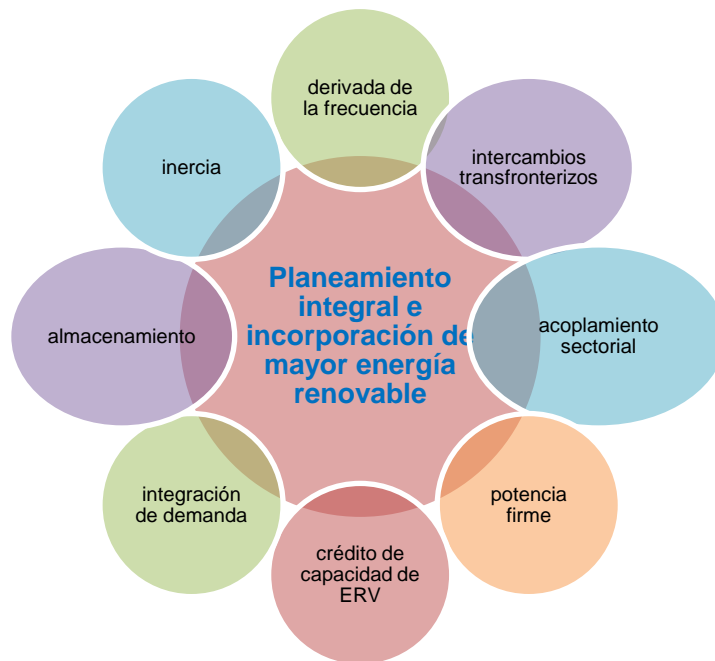 derivada de
la frecuencia
inercia
intercambios
transfronterizos
Planeamiento
integral e
incorporación de
mayor energía
renovable
almacenamiento
acoplamiento
sectorial
integración
de demanda
potencia
firme
crédito de
capacidad de
ERV